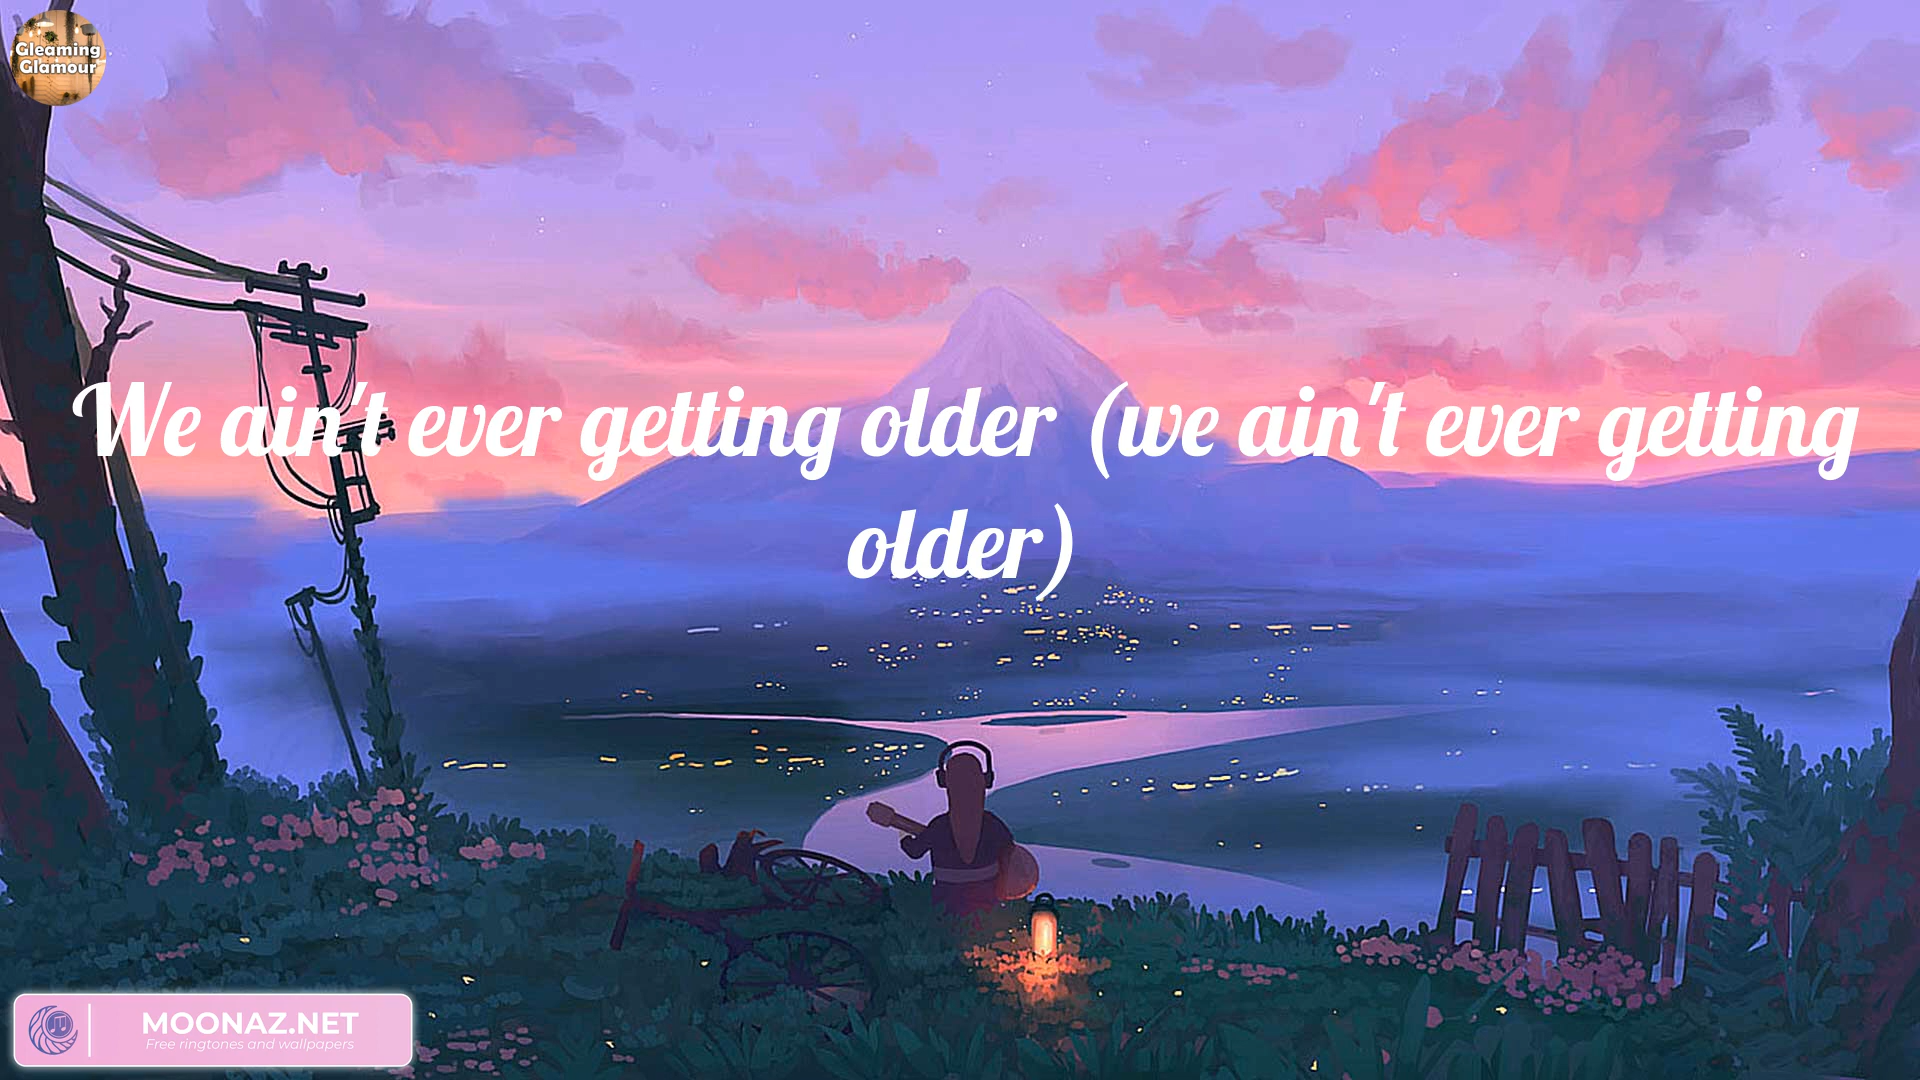 Gleaming
Glamour
We ain't ever getting older (we ain't ever getting
older)
MOONAZ.NET
Free ringtones and wallpapers